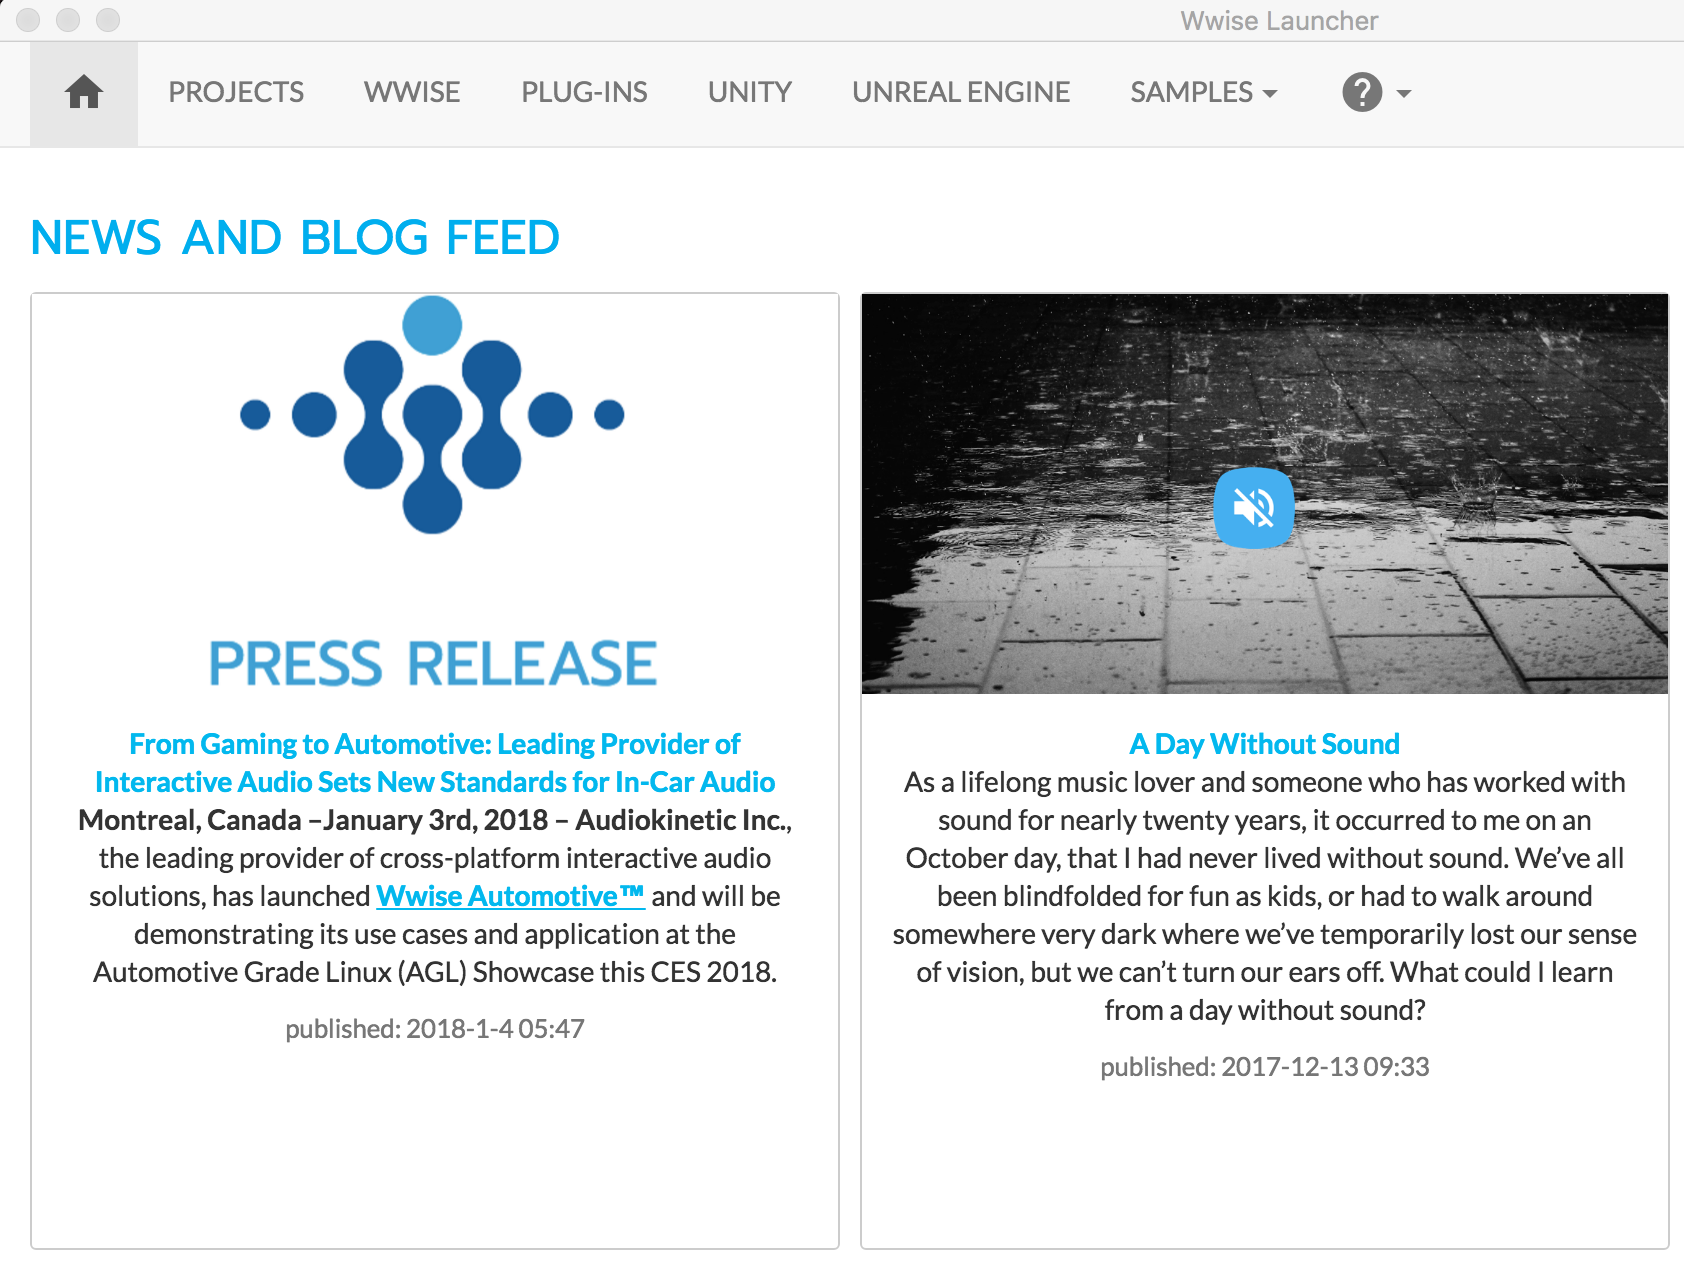 Wwise Launcher
PROJECTS WWISE PLUG-INS UNITY UNREAL ENGINE SAMPLES ?
NEWS AND BLOG FEED
PRESS RELEASE
From Gaming to Automotive: Leading Provider of
Interactive Audio Sets New Standards for In-Car Audio
Montreal, Canada –January 3rd, 2018 – Audiokinetic Inc.,
the leading provider of cross-platform interactive audio
solutions, has launched Wwise Automotive™ and will be
demonstrating its use cases and application at the
Automotive Grade Linux (AGL) Showcase this CES 2018.
published: 2018-1-4 05:47
A Day Without Sound
As a lifelong music lover and someone who has worked with
sound for nearly twenty years, it occurred to me on an
October day, that I had never lived without sound. We’ve all
been blindfolded for fun as kids, or had to walk around
somewhere very dark where we’ve temporarily lost our sense
of vision, but we can’t turn our ears off. What could I learn
from a day without sound?
published: 2017-12-13 09:33